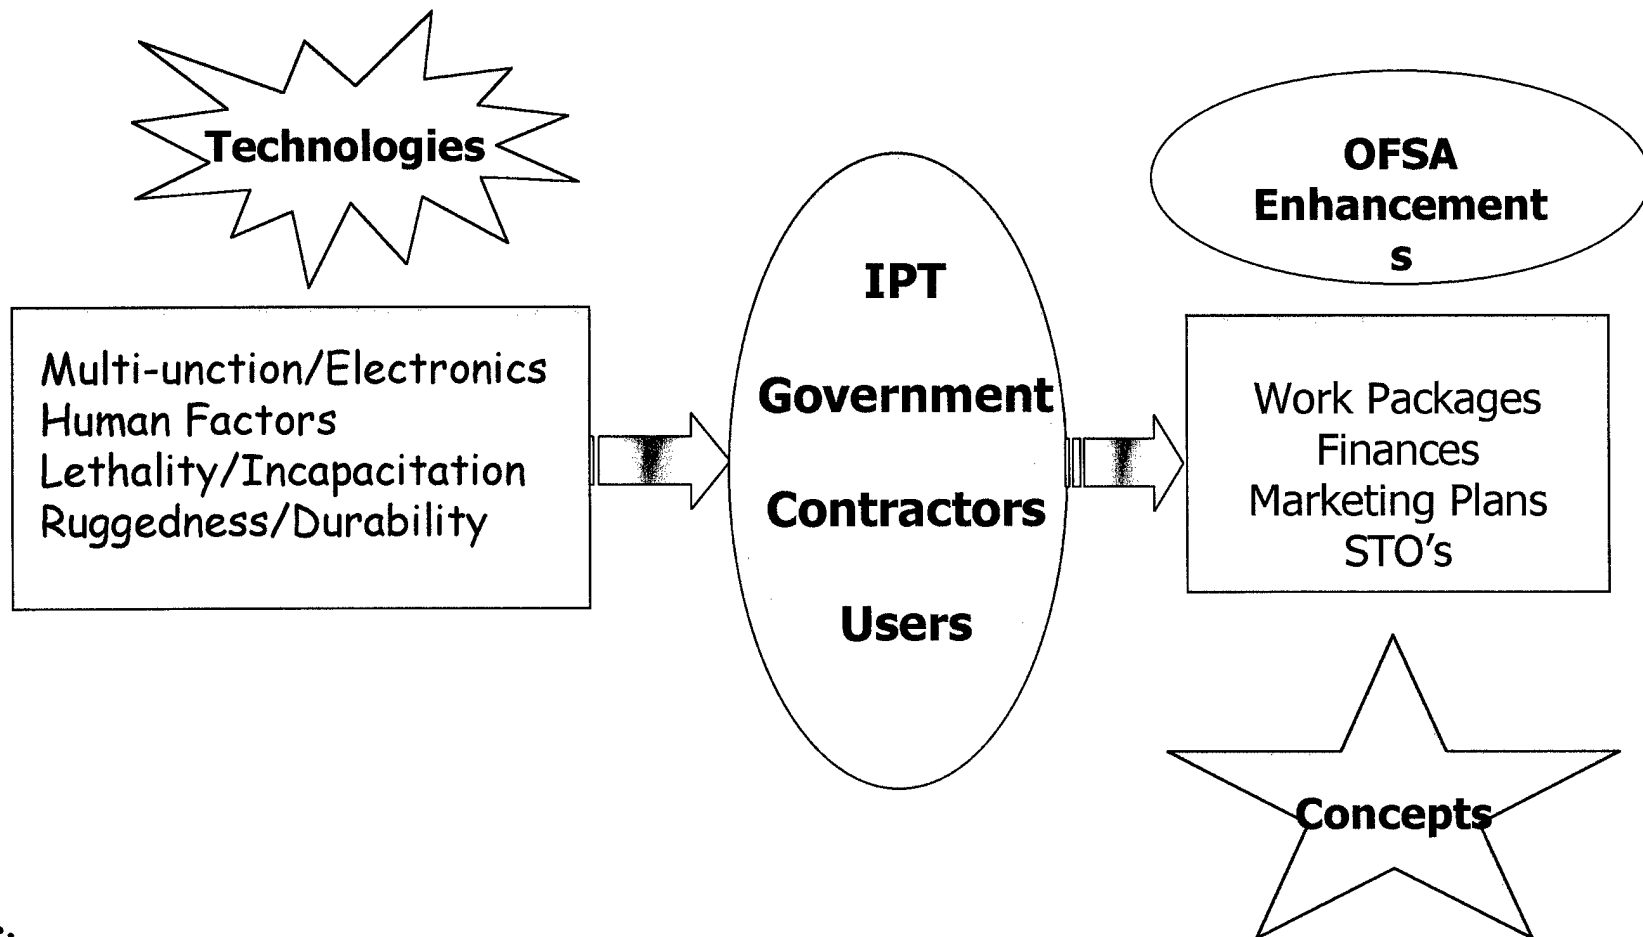 Technologies
Multi-unction/Electronics
Human Factors
Lethality/Incapacitation
Ruggedness/Durability
IPT
Government
Contractors
Users
OFSA
Enhancement
s
Work Packages
Finances
Marketing Plans
STO's
Concepts